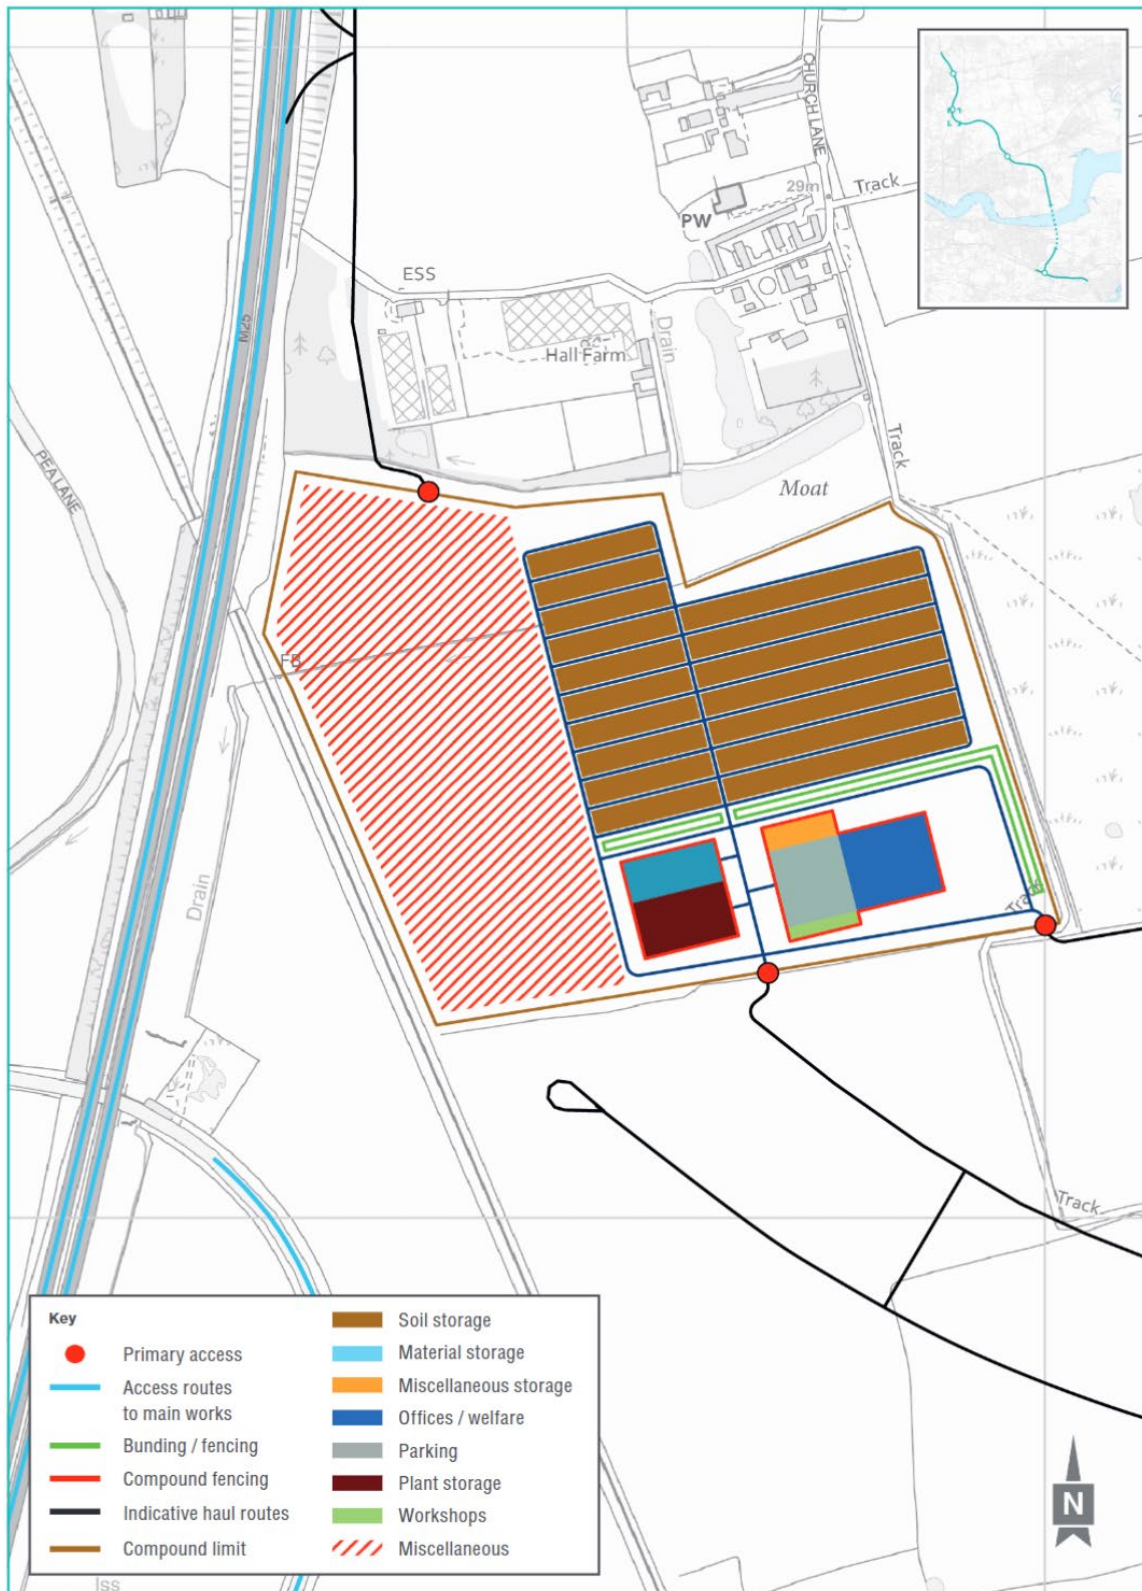 CHURCH LANE
29m
Track
PW
ESS
M25
Drain
Hall Farm
PEA LANE
Track
Moat
FB
Drain
Track
Track
Key
Primary access
Access routes
to main works
Bunding / fencing
Compound fencing
Indicative haul routes
Compound limit
Soil storage
Material storage
Miscellaneous storage
Offices / welfare
Parking
Plant storage
Workshops
Miscellaneous
N
Iss